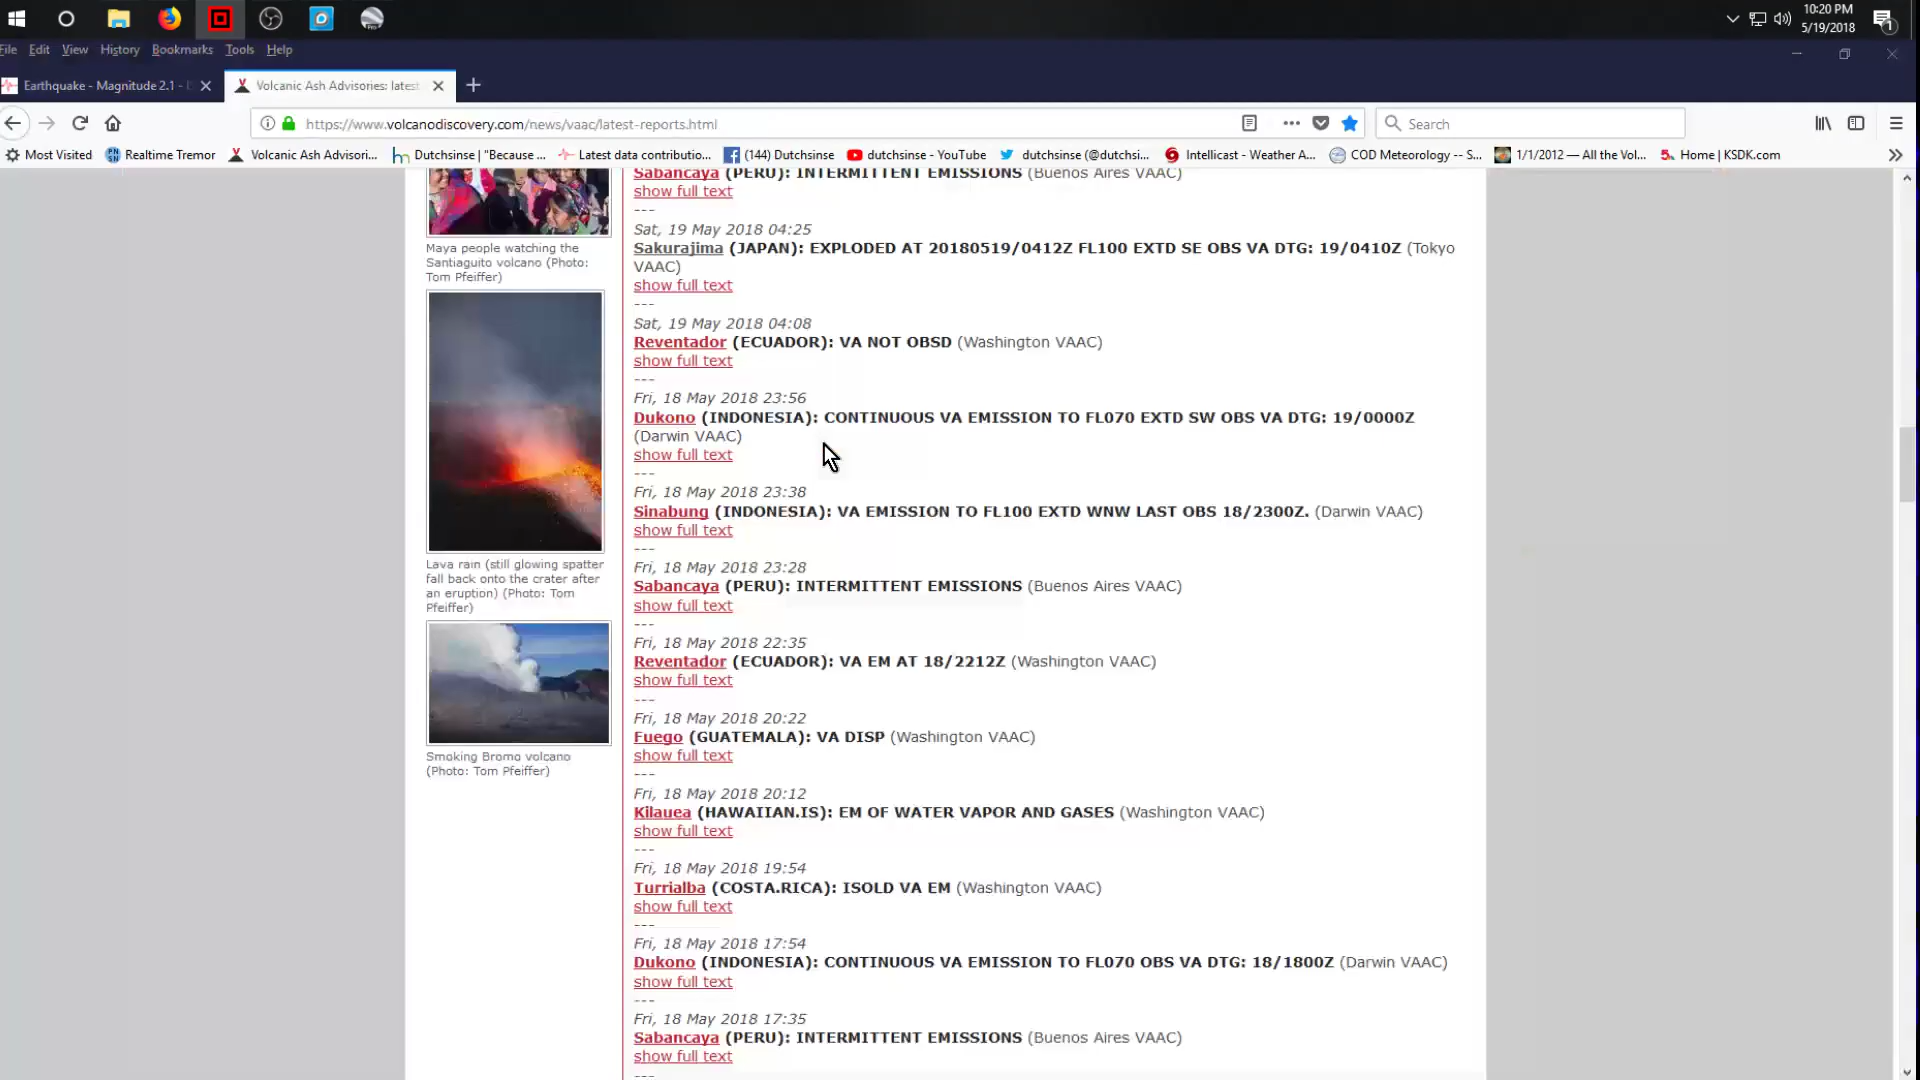 10:20 PM
5/19/2018
1
File Edit View History Bookmarks Tools Help
Earthquake - Magnitude 2.1 -
Volcanic Ash Advisories: latest
https://www.volcanodiscovery.com/news/vaac/latest-reports.html
Search
Most Visited
Realtime Tremor
Volcanic Ash Advisori...
Dutchsinse | "Because ...
Latest data contributio...
(144) Dutchsinse
dutchsinse - YouTube
dutchsinse (@dutchsi...
Intellicast - Weather A...
COD Meteorology -- S...
1/1/2012 — All the Vol...
Home | KSDK.com
Maya people watching the
Santiaguito volcano (Photo:
Tom Pfeiffer)
Lava rain (still glowing spatter
fall back onto the crater after
an eruption) (Photo: Tom
Pfeiffer)
Smoking Bromo volcano
(Photo: Tom Pfeiffer)
Sabancaya (PERU): INTERMITTENT EMISSIONS (Buenos Aires VAAC)
show full text
---
Sat, 19 May 2018 04:25
Sakurajima (JAPAN): EXPLODED AT 20180519/0412Z FL100 EXTD SE OBS VA DTG: 19/0410Z (Tokyo
VAAC)
show full text
---
Sat, 19 May 2018 04:08
Reventador (ECUADOR): VA NOT OBSD (Washington VAAC)
show full text
---
Fri, 18 May 2018 23:56
Dukono (INDONESIA): CONTINUOUS VA EMISSION TO FL070 EXTD SW OBS VA DTG: 19/0000Z
(Darwin VAAC)
show full text
---
Fri, 18 May 2018 23:38
Sinabung (INDONESIA): VA EMISSION TO FL100 EXTD WNW LAST OBS 18/2300Z. (Darwin VAAC)
show full text
---
Fri, 18 May 2018 23:28
Sabancaya (PERU): INTERMITTENT EMISSIONS (Buenos Aires VAAC)
show full text
---
Fri, 18 May 2018 22:35
Reventador (ECUADOR): VA EM AT 18/2212Z (Washington VAAC)
show full text
---
Fri, 18 May 2018 20:22
Fuego (GUATEMALA): VA DISP (Washington VAAC)
show full text
---
Fri, 18 May 2018 20:12
Kilauea (HAWAIIAN.IS): EM OF WATER VAPOR AND GASES (Washington VAAC)
show full text
---
Fri, 18 May 2018 19:54
Turrialba (COSTA.RICA): ISOLD VA EM (Washington VAAC)
show full text
---
Fri, 18 May 2018 17:54
Dukono (INDONESIA): CONTINUOUS VA EMISSION TO FL070 OBS VA DTG: 18/1800Z (Darwin VAAC)
show full text
---
Fri, 18 May 2018 17:35
Sabancaya (PERU): INTERMITTENT EMISSIONS (Buenos Aires VAAC)
show full text
---